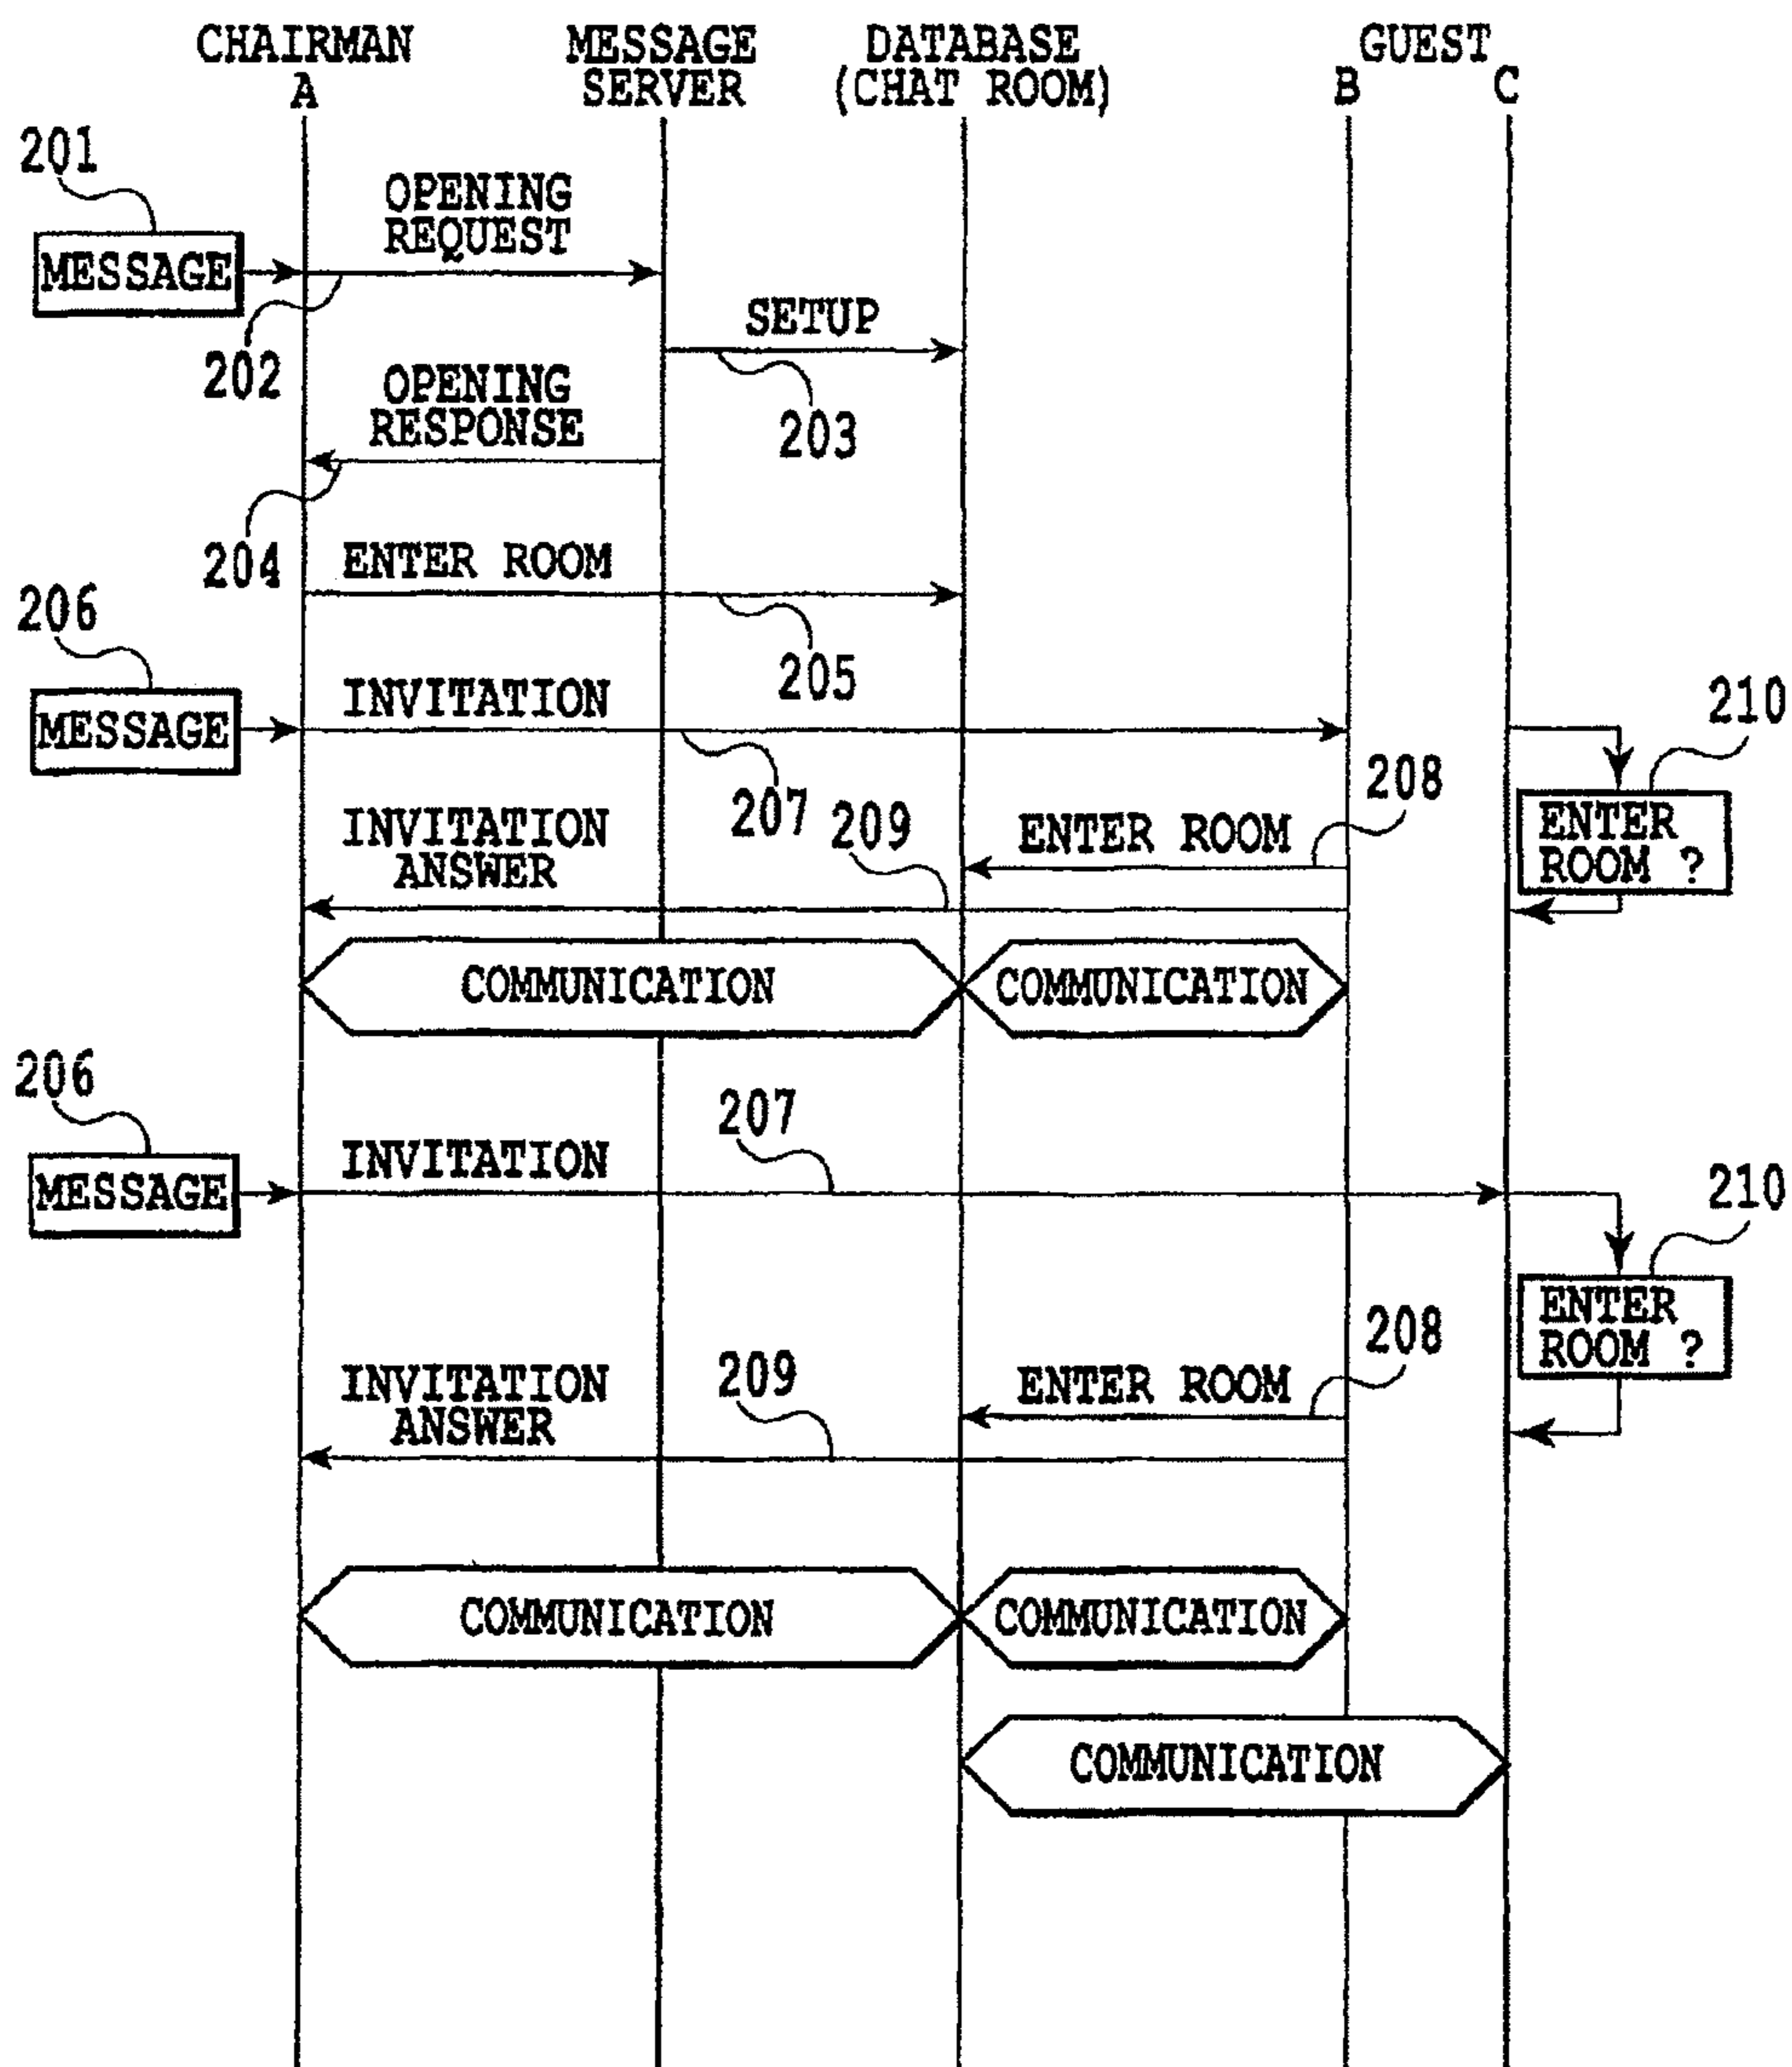 CHAIRMAN
A
MESSAGE
SERVER
DATABASE
(CHAT ROOM)
GUEST
B
C
201
OPENING
REQUEST
MESSAGE
202
SETUP
203
OPENING
RESPONSE
204
ENTER ROOM
205
206
MESSAGE
INVITATION
207
210
ENTER
ROOM ?
208
ENTER ROOM
209
INVITATION
ANSWER
COMMUNICATION
COMMUNICATION
206
MESSAGE
INVITATION
207
210
ENTER
ROOM ?
208
ENTER ROOM
209
INVITATION
ANSWER
COMMUNICATION
COMMUNICATION
COMMUNICATION